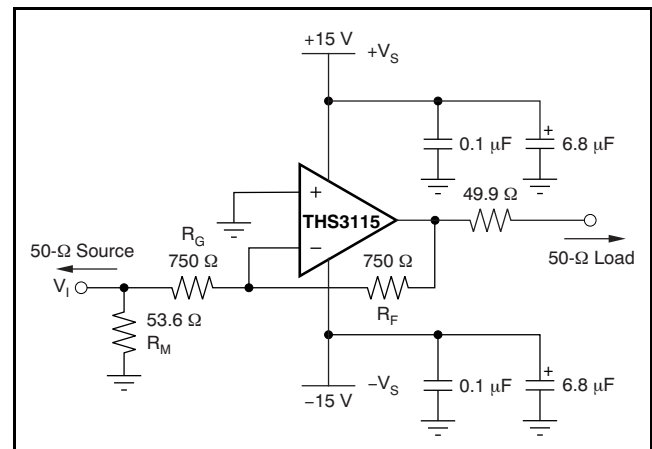 +15 V
+V_S
0.1 µF
+
6.8 µF
+
THS3115
−
49.9 Ω
50-Ω Source
R_G
750 Ω
750 Ω
50-Ω Load
V_I
53.6 Ω
R_M
R_F
−V_S
0.1 µF
+
6.8 µF
−15 V